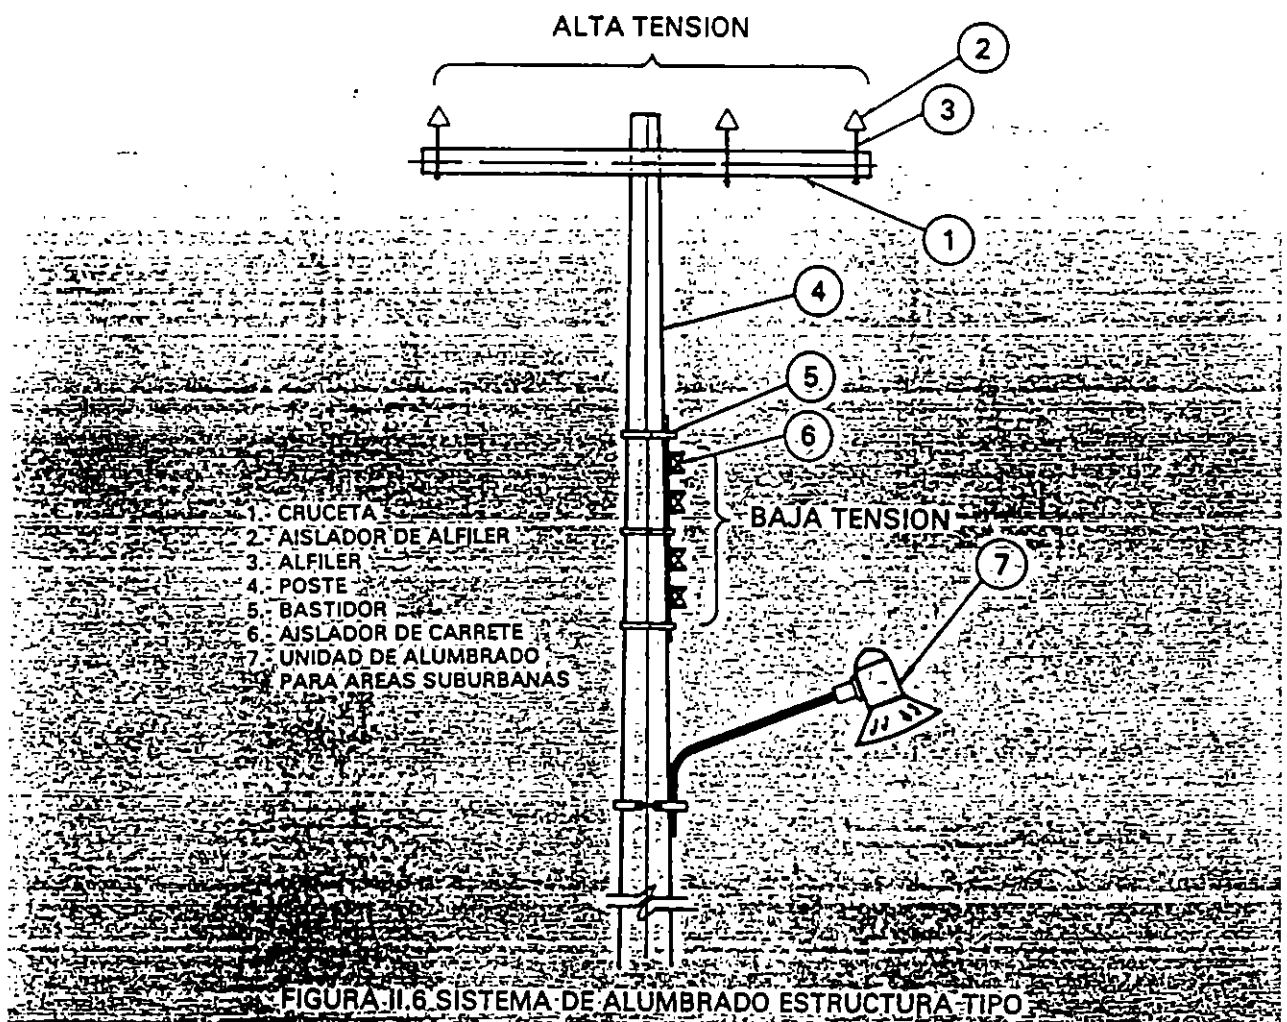 ALTA TENSION
2
3
1
4
5
6
BAJA TENSION
7
1.- CRUCETA
2.- AISLADOR DE ALFILER
3.- ALFILER
4.- POSTE
5.- BASTIDOR
6.- AISLADOR DE CARRETE
7.- UNIDAD DE ALUMBRADO
PARA AREAS SUBURBANAS
FIGURA II.6 SISTEMA DE ALUMBRADO ESTRUCTURA TIPO